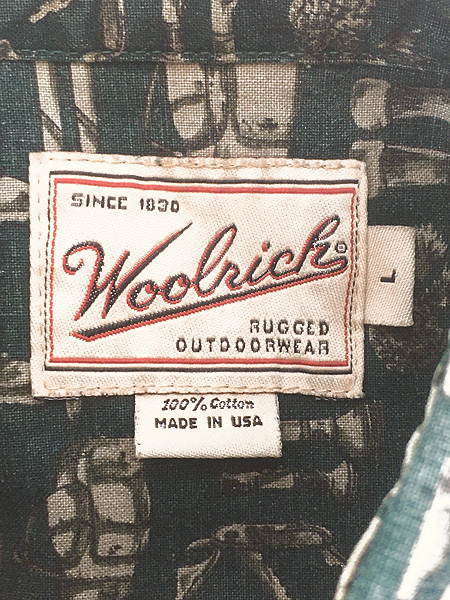 SINCE 1830
Woolrich®
RUGGED
OUTDOORWEAR
L
100% Cotton
MADE IN USA